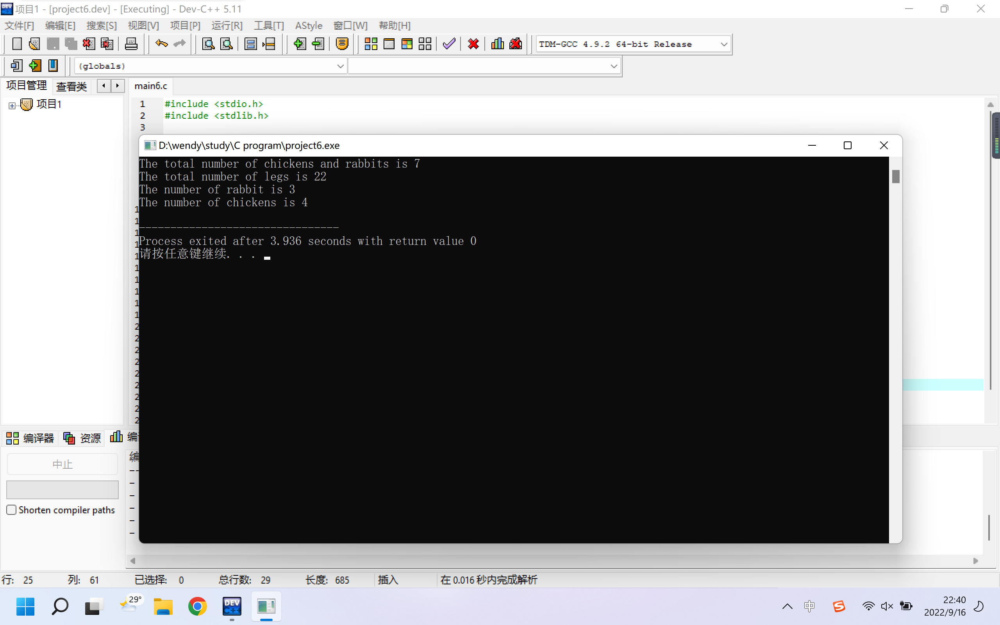 项目1 - [project6.dev] - [Executing] - Dev-C++ 5.11
文件[F] 编辑[E] 搜索[S] 视图[V] 项目[P] 运行[R] 工具[T] AStyle 窗口[W] 帮助[H]
TDM-GCC 4.9.2 64-bit Release
(globals)
项目管理 查看类 main6.c
项目1
1 #include <stdio.h>
2 #include <stdlib.h>
3
D:\wendy\study\C program\project6.exe
The total number of chickens and rabbits is 7
The total number of legs is 22
The number of rabbit is 3
The number of chickens is 4
--------------------------------
Process exited after 3.936 seconds with return value 0
请按任意键继续. . .
编译器 资源 编
中止
Shorten compiler paths
行: 25 列: 61 已选择: 0 总行数: 29 长度: 685 插入 在 0.016 秒内完成解析
29°
DEV C++
中
22:40
2022/9/16